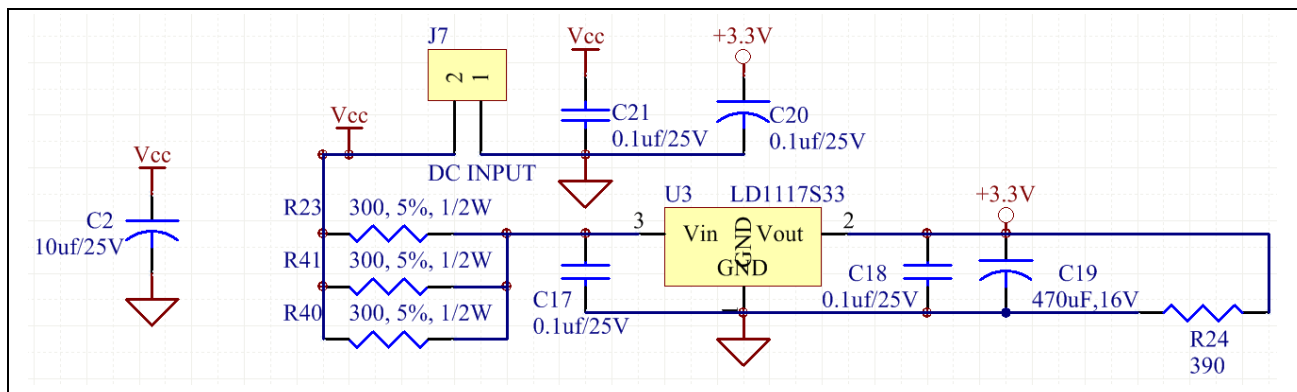 J7
2
1
DC INPUT
Vcc
Vcc
C2
10uf/25V
Vcc
C21
0.1uf/25V
+3.3V
C20
0.1uf/25V
R23
300, 5%, 1/2W
R41
300, 5%, 1/2W
R40
300, 5%, 1/2W
C17
0.1uf/25V
U3
LD1117S33
3
Vin
GND
Vout
2
GND
1
C18
0.1uf/25V
+3.3V
C19
470uF,16V
R24
390